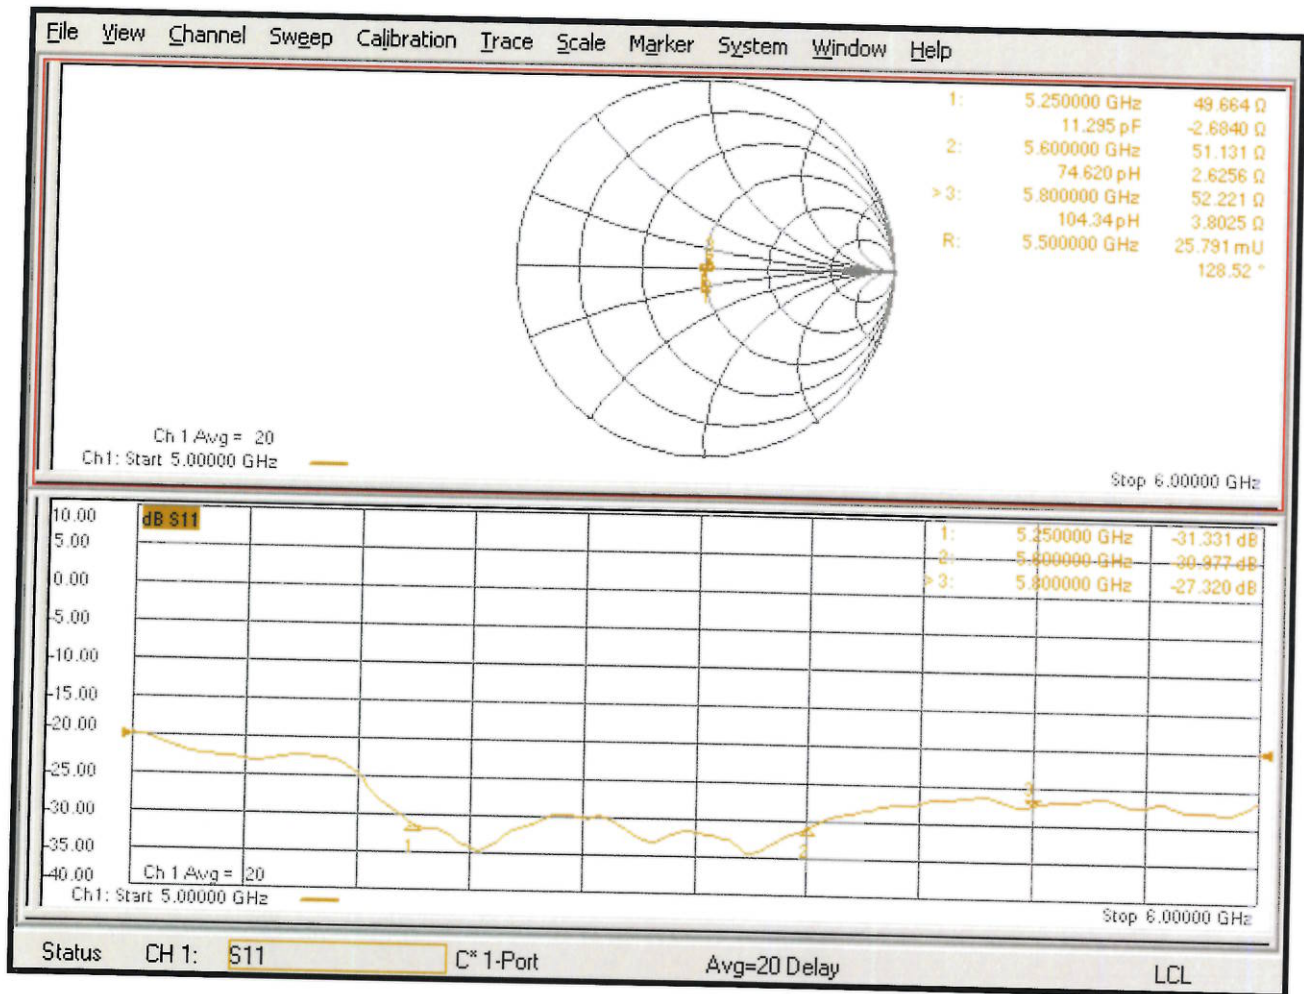 File View Channel Sweep Calibration Trace Scale Marker System Window Help
1: 5.250000 GHz 49.664 Ω
11.295 pF -2.6840 Ω
2: 5.600000 GHz 51.131 Ω
74.620 pH 2.6256 Ω
> 3: 5.800000 GHz 52.221 Ω
104.34 pH 3.8025 Ω
R: 5.500000 GHz 25.791 mU
128.52 °
Ch 1 Avg = 20
Ch1: Start 5.00000 GHz
Stop 6.00000 GHz
10.00
dB S11
1: 5.250000 GHz -31.331 dB
5.00
2: 5.600000 GHz -30.977 dB
0.00
> 3: 5.800000 GHz -27.320 dB
-5.00
-10.00
-15.00
-20.00
-25.00
-30.00
3
-35.00
1
2
-40.00
Ch 1 Avg = 20
Ch1: Start 5.00000 GHz
Stop 6.00000 GHz
Status CH 1: S11 C* 1-Port Avg=20 Delay LCL